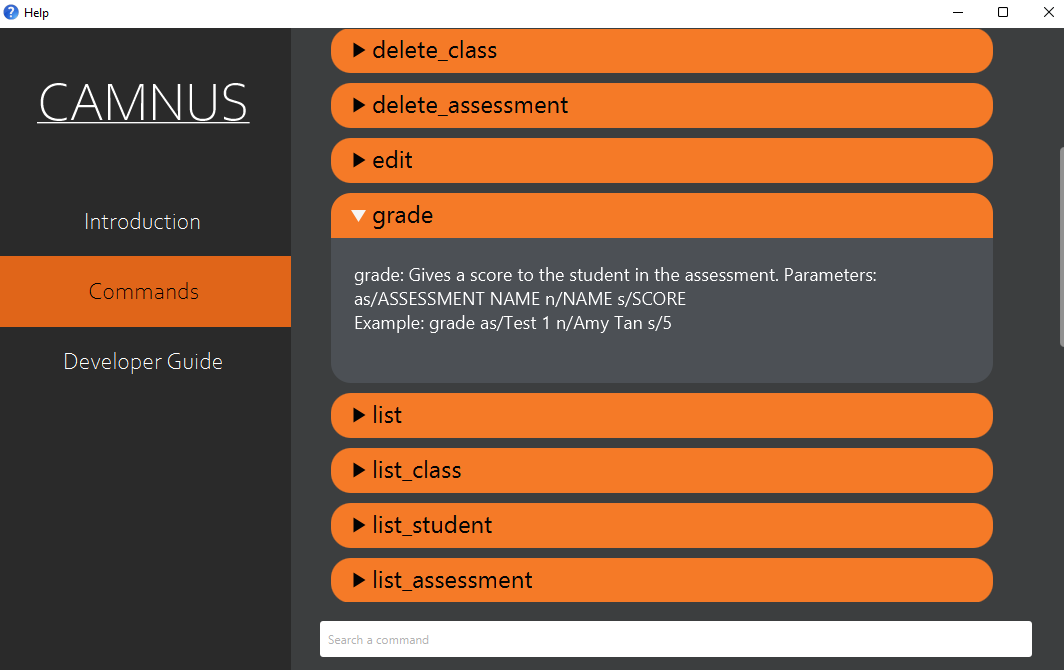 Help
CAMNUS
Introduction
Commands
Developer Guide
delete_class
delete_assessment
edit
grade
grade: Gives a score to the student in the assessment. Parameters:
as/ASSESSMENT NAME n/NAME s/SCORE
Example: grade as/Test 1 n/Amy Tan s/5
list
list_class
list_student
list_assessment
Search a command